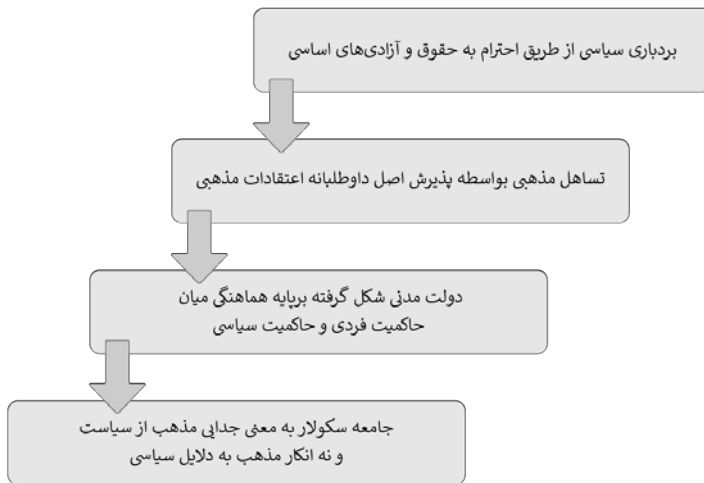 بردباری سیاسی از طریق احترام به حقوق و آزادی‌های اساسی
تساهل مذهبی بواسطه پذیرش اصل داوطلبانه اعتقادات مذهبی
دولت مدنی شکل گرفته برپایه هماهنگی میان
حاکمیت فردی و حاکمیت سیاسی
جامعه سکولار به معنی جدایی مذهب از سیاست
و نه انکار مذهب به دلایل سیاسی